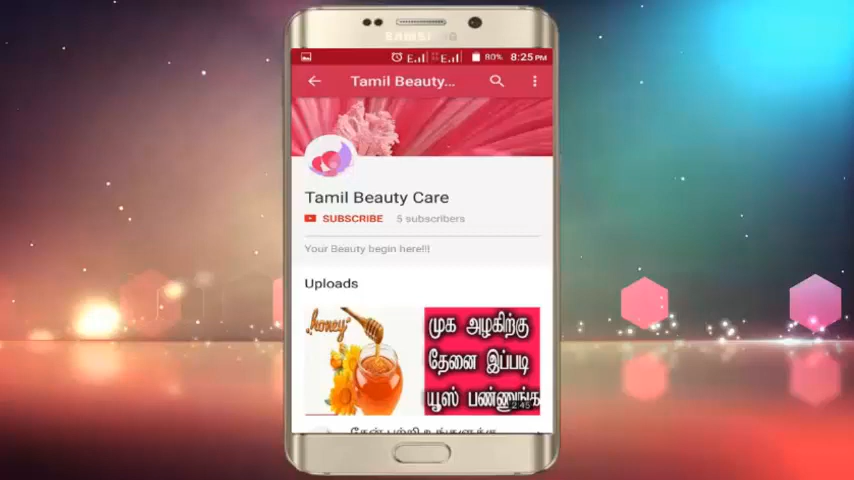 SAMSUNG
80% 8:25 PM
Tamil Beauty...
Tamil Beauty Care
SUBSCRIBE 5 subscribers
Your Beauty begin here!!!
Uploads
honey
முக அழகிற்கு
தேனை இப்படி
யூஸ் பண்ணுங்க
2:45